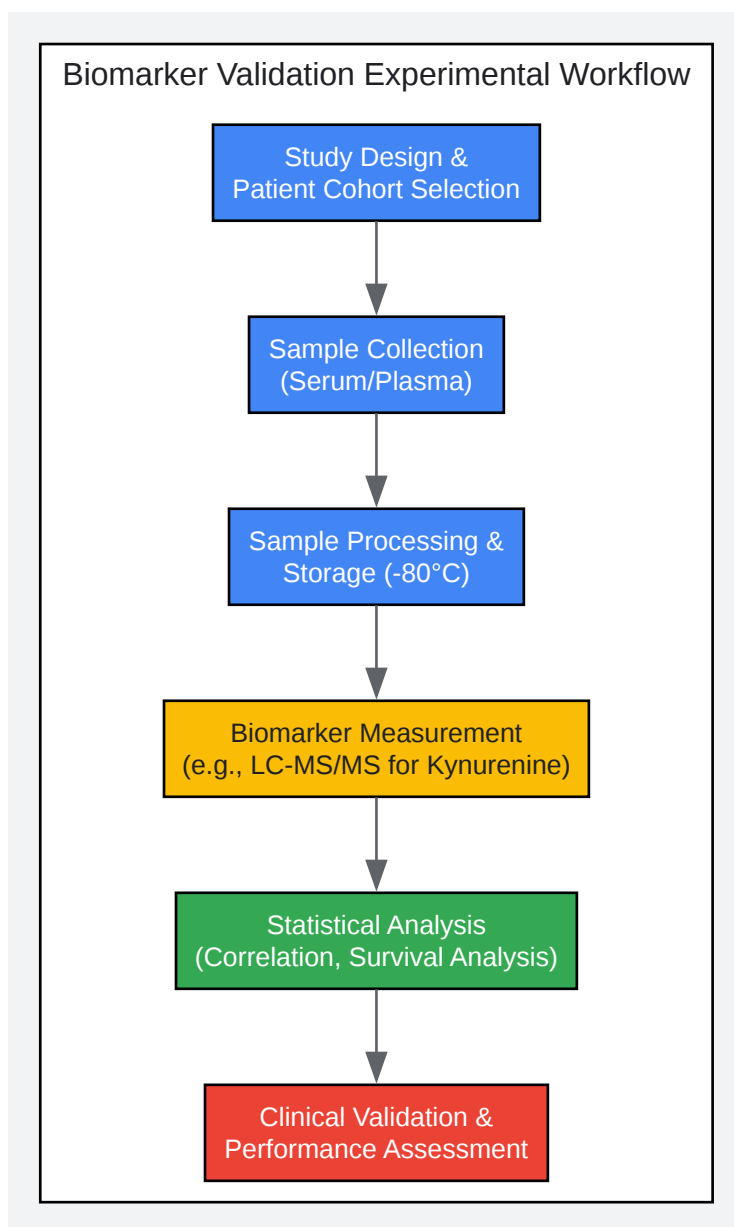 Biomarker Validation Experimental Workflow
Study Design &
Patient Cohort Selection
Sample Collection
(Serum/Plasma)
Sample Processing &
Storage (-80°C)
Biomarker Measurement
(e.g., LC-MS/MS for Kynurenine)
Statistical Analysis
(Correlation, Survival Analysis)
Clinical Validation &
Performance Assessment